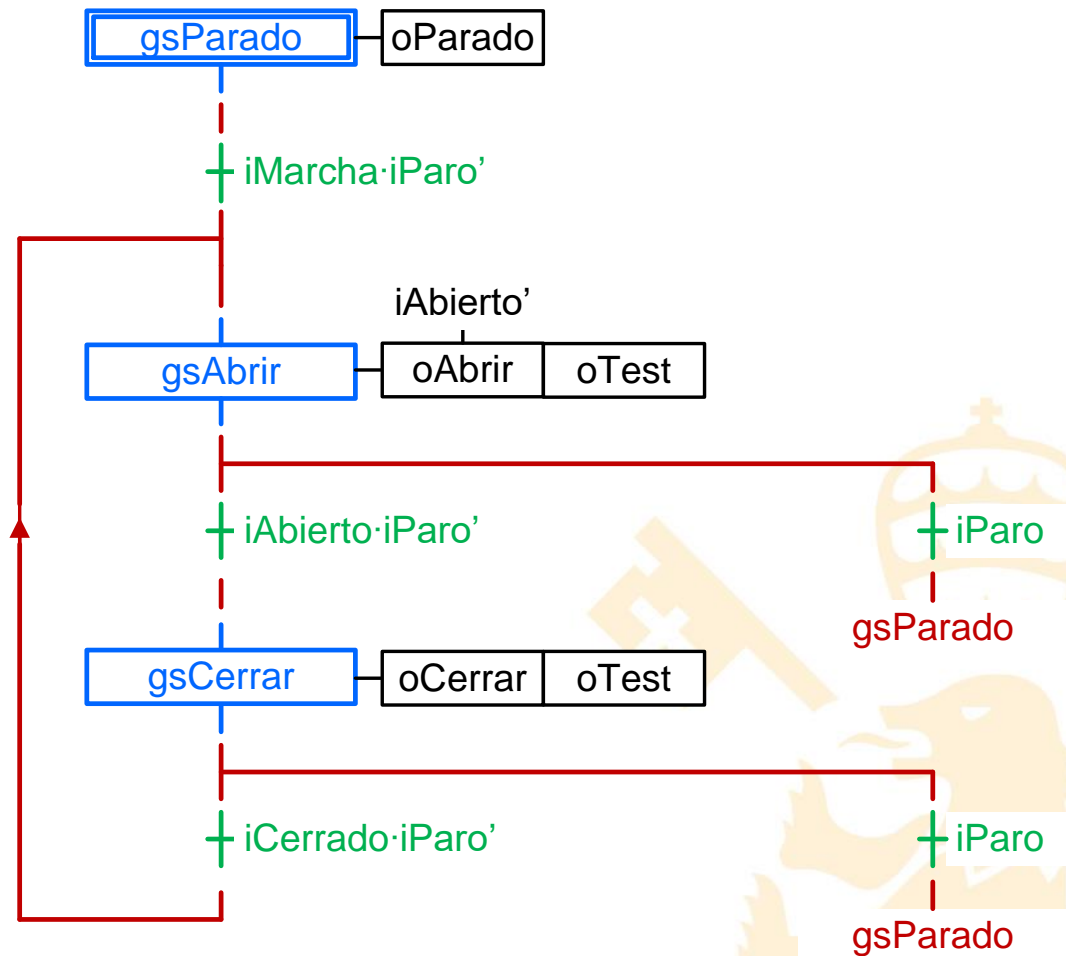 gsParado oParado
iMarcha·iParo’
iAbierto’
gsAbrir oAbrir oTest
iAbierto·iParo’ iParo
gsParado
gsCerrar oCerrar oTest
iCerrado·iParo’ iParo
gsParado